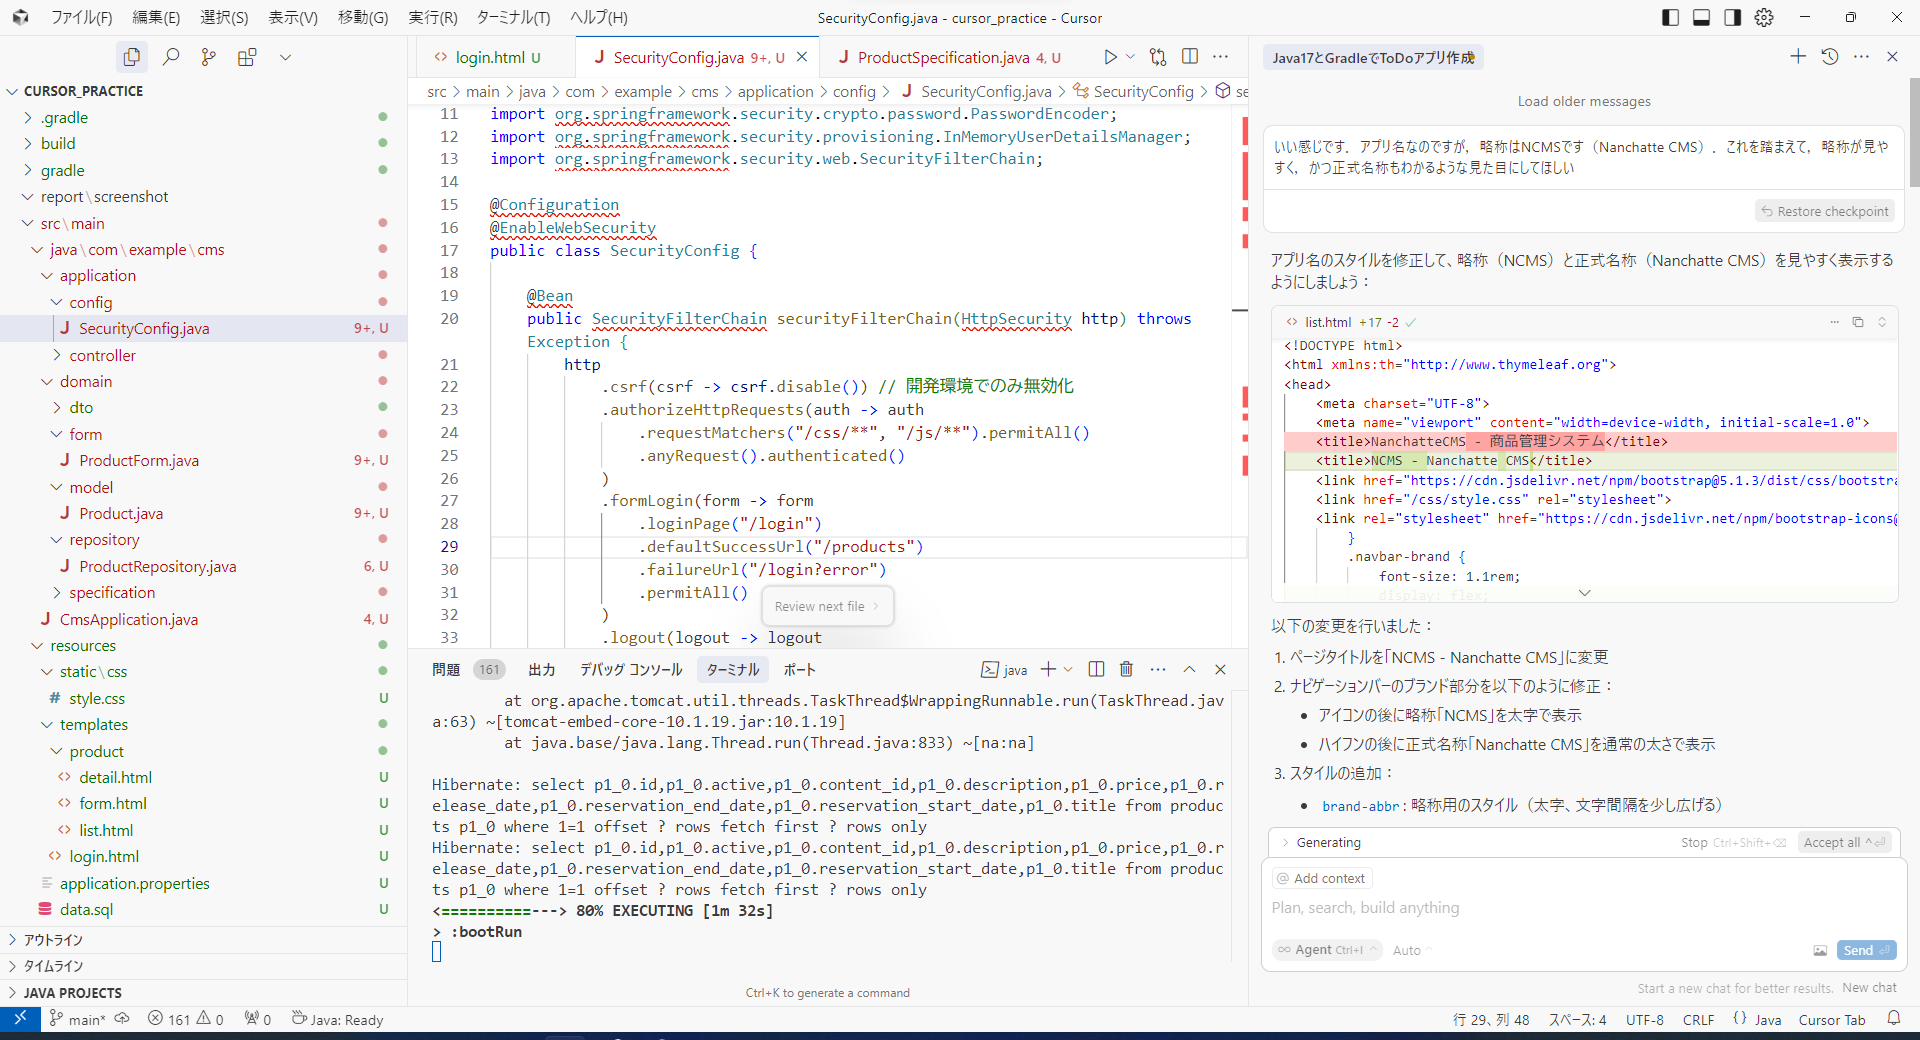 ファイル(F) 編集(E) 選択(S) 表示(V) 移動(G) 実行(R) ターミナル(T) ヘルプ(H)
SecurityConfig.java - cursor_practice - Cursor
CURSOR_PRACTICE
.gradle
build
gradle
report\screenshot
src\main
java\com\example\cms
application
config
SecurityConfig.java 9+, U
controller
domain
dto
form
ProductForm.java 9+, U
model
Product.java 9+, U
repository
ProductRepository.java 6, U
specification
CmsApplication.java 4, U
resources
static\css
# style.css U
templates
product
<> detail.html U
<> form.html U
<> list.html U
<> login.html U
application.properties U
data.sql U
アウトライン
タイムライン
JAVA PROJECTS
<> login.html U
J SecurityConfig.java 9+, U
J ProductSpecification.java 4, U
src > main > java > com > example > cms > application > config > J SecurityConfig.java > SecurityConfig > se
11 import org.springframework.security.crypto.password.PasswordEncoder;
12 import org.springframework.security.provisioning.InMemoryUserDetailsManager;
13 import org.springframework.security.web.SecurityFilterChain;
14
15 @Configuration
16 @EnableWebSecurity
17 public class SecurityConfig {
18
19 @Bean
20 public SecurityFilterChain securityFilterChain(HttpSecurity http) throws
Exception {
21 http
22 .csrf(csrf -> csrf.disable()) // 開発環境でのみ無効化
23 .authorizeHttpRequests(auth -> auth
24 .requestMatchers("/css/**", "/js/**").permitAll()
25 .anyRequest().authenticated()
26 )
27 .formLogin(form -> form
28 .loginPage("/login")
29 .defaultSuccessUrl("/products")
30 .failureUrl("/login?error")
31 .permitAll()
32 )
33 .logout(logout -> logout
Review next file >
問題 161 出力 デバッグ コンソール ターミナル ポート
java
at org.apache.tomcat.util.threads.TaskThread$WrappingRunnable.run(TaskThread.jav
a:63) ~[tomcat-embed-core-10.1.19.jar:10.1.19]
at java.base/java.lang.Thread.run(Thread.java:833) ~[na:na]
Hibernate: select p1_0.id,p1_0.active,p1_0.content_id,p1_0.description,p1_0.price,p1_0.r
elease_date,p1_0.reservation_end_date,p1_0.reservation_start_date,p1_0.title from produc
ts p1_0 where 1=1 offset ? rows fetch first ? rows only
Hibernate: select p1_0.id,p1_0.active,p1_0.content_id,p1_0.description,p1_0.price,p1_0.r
elease_date,p1_0.reservation_end_date,p1_0.reservation_start_date,p1_0.title from produc
ts p1_0 where 1=1 offset ? rows fetch first ? rows only
<==========---> 80% EXECUTING [1m 32s]
> :bootRun
Ctrl+K to generate a command
Java17とGradleでToDoアプリ作成
Load older messages
いい感じです．アプリ名なのですが，略称はNCMSです（Nanchatte CMS）．これを踏まえて，略称が見や
すく，かつ正式名称もわかるような見た目にしてほしい
Restore checkpoint
アプリ名のスタイルを修正して、略称（NCMS）と正式名称（Nanchatte CMS）を見やすく表示する
ようにしましょう：
<> list.html +17 -2
<!DOCTYPE html>
<html xmlns:th="http://www.thymeleaf.org">
<head>
<meta charset="UTF-8">
<meta name="viewport" content="width=device-width, initial-scale=1.0">
<title>NanchatteCMS - 商品管理システム</title>
<title>NCMS - Nanchatte CMS</title>
<link href="https://cdn.jsdelivr.net/npm/bootstrap@5.1.3/dist/css/bootstra
<link href="/css/style.css" rel="stylesheet">
<link rel="stylesheet" href="https://cdn.jsdelivr.net/npm/bootstrap-icons@
}
.navbar-brand {
font-size: 1.1rem;
display: flex;
以下の変更を行いました：
1. ページタイトルを「NCMS - Nanchatte CMS」に変更
2. ナビゲーションバーのブランド部分を以下のように修正：
• アイコンの後に略称「NCMS」を太字で表示
• ハイフンの後に正式名称「Nanchatte CMS」を通常の太さで表示
3. スタイルの追加：
• brand-abbr：略称用のスタイル（太字、文字間隔を少し広げる）
Generating
Stop Ctrl+Shift+⌫ Accept all ^⏎
@ Add context
Plan, search, build anything
∞ Agent Ctrl+I Auto
Send ⏎
Start a new chat for better results. New chat
main* 161 0 0 Java: Ready
行 29、列 48 スペース: 4 UTF-8 CRLF {} Java Cursor Tab